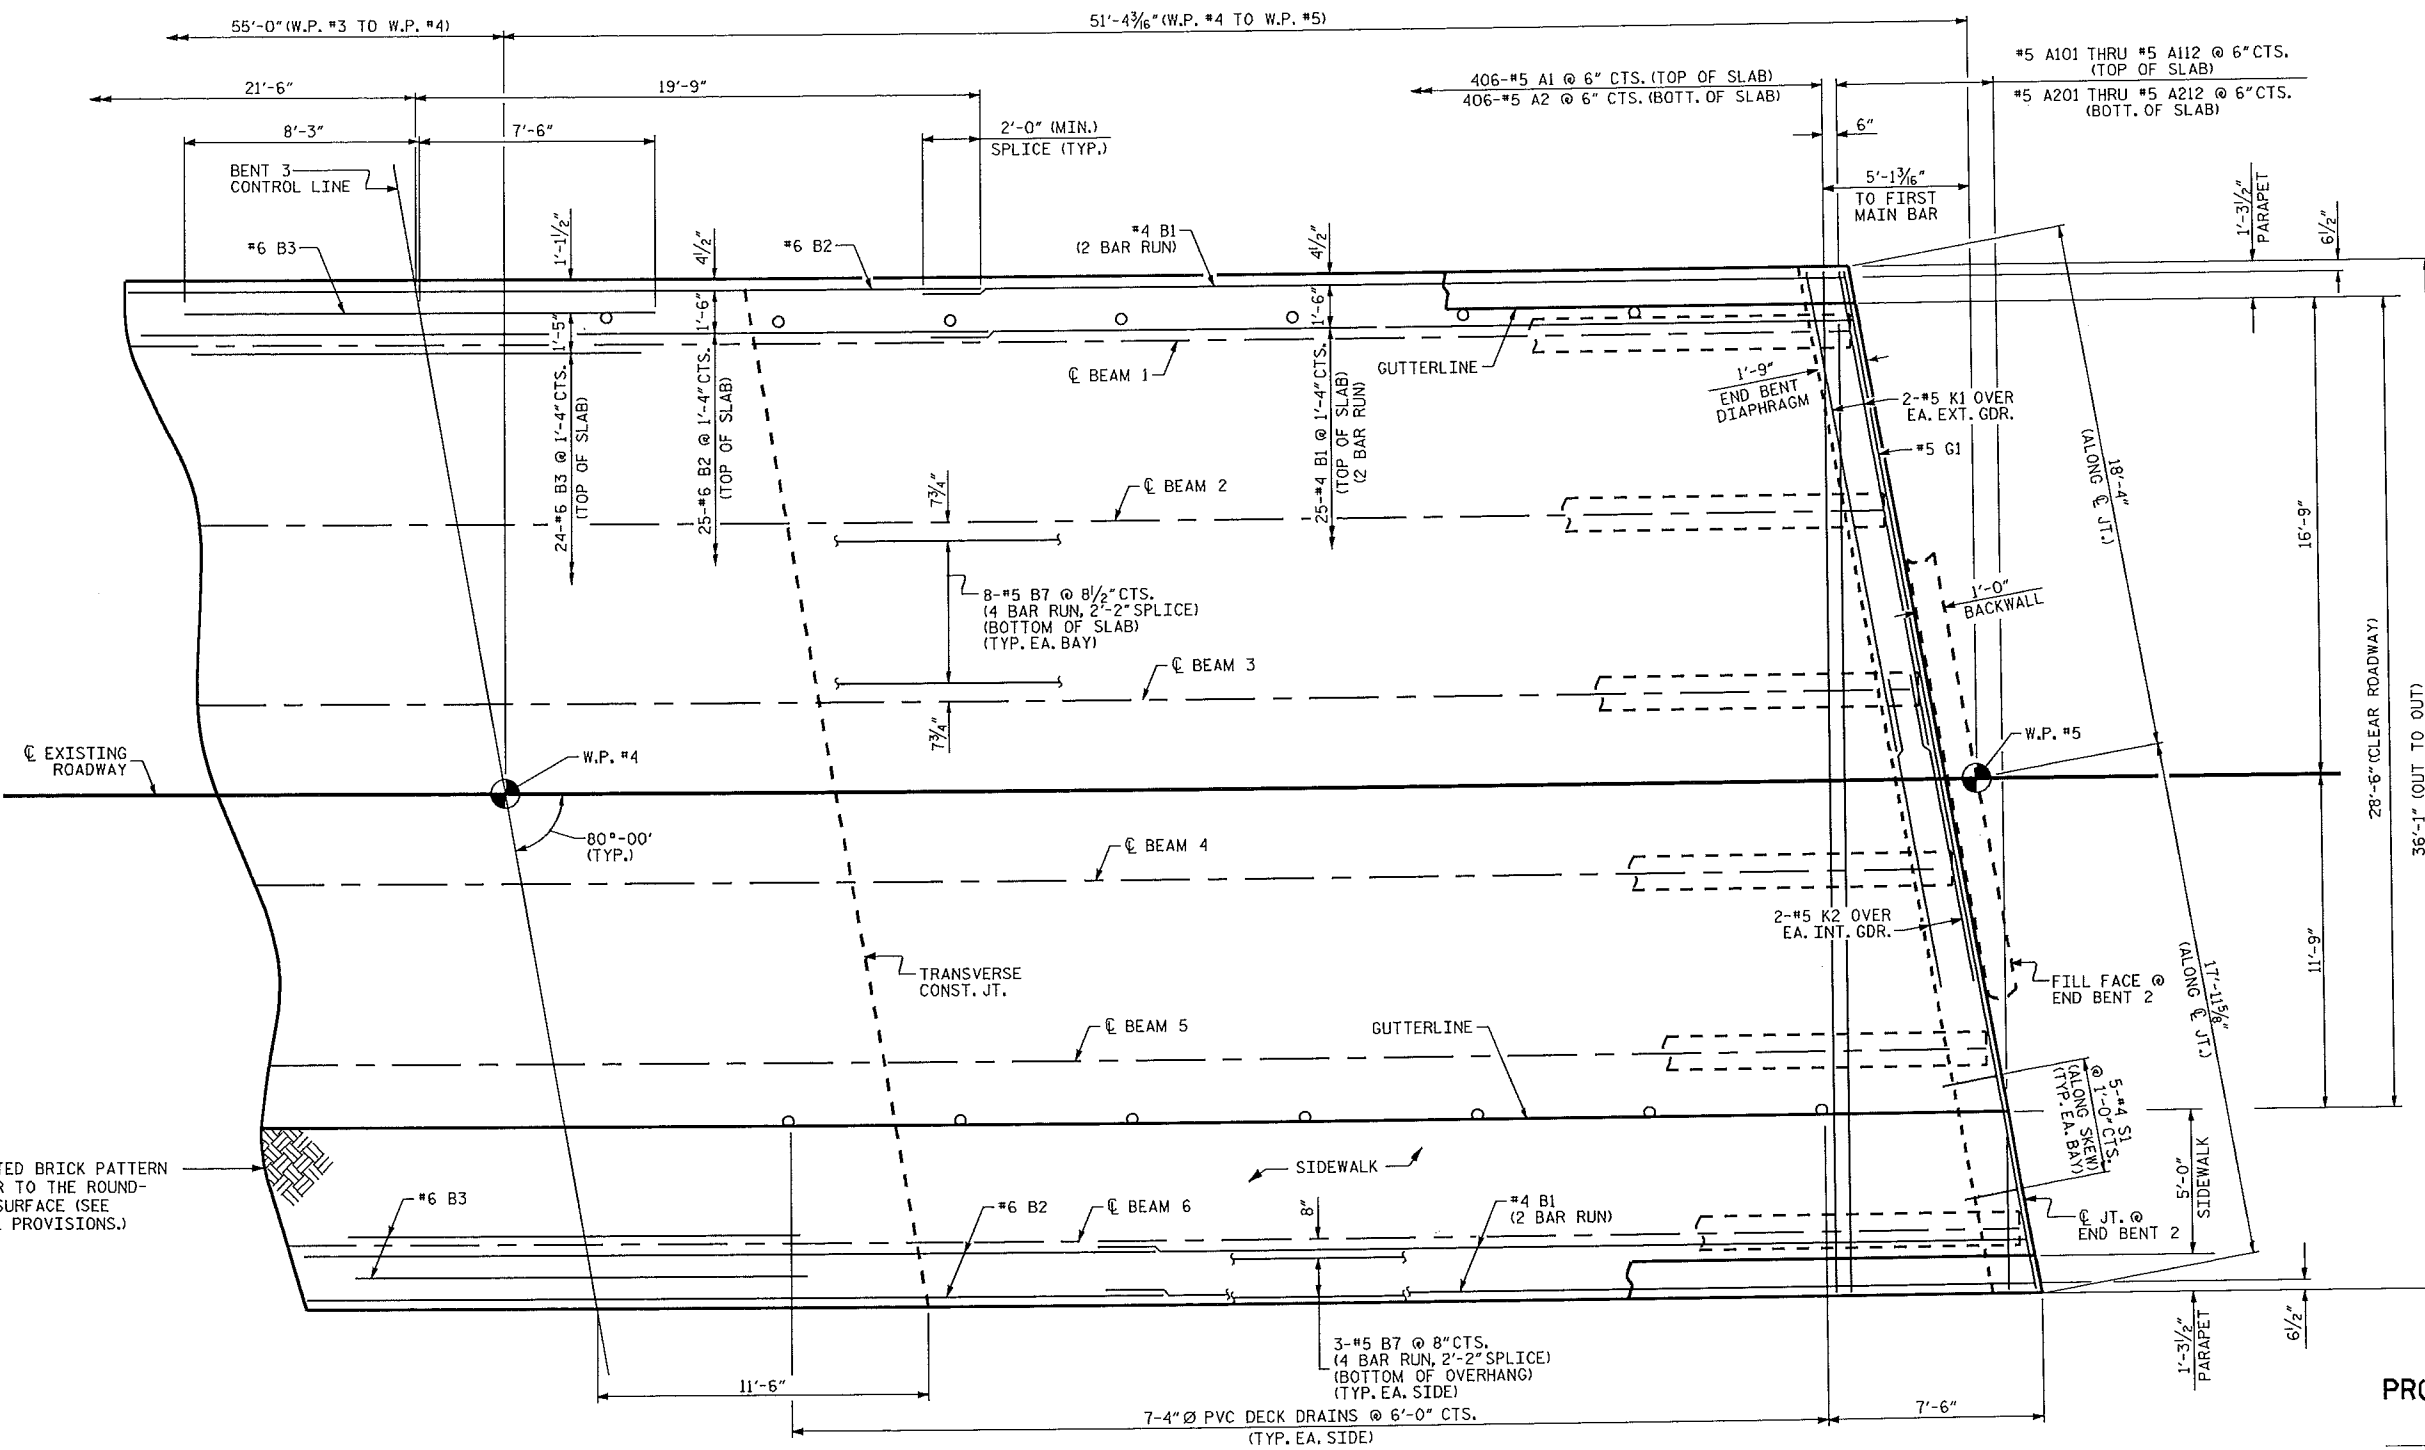 55'-0" (W.P. #3 TO W.P. #4)
51'-4 3/16" (W.P. #4 TO W.P. #5)
21'-6"
19'-9"
406-#5 A1 @ 6" CTS. (TOP OF SLAB)
406-#5 A2 @ 6" CTS. (BOTT. OF SLAB)
#5 A101 THRU #5 A112 @ 6" CTS.
(TOP OF SLAB)
#5 A201 THRU #5 A212 @ 6" CTS.
(BOTT. OF SLAB)
8'-3"
7'-6"
2'-0" (MIN.)
SPLICE (TYP.)
6"
BENT 3
CONTROL LINE
5'-1 3/16"
TO FIRST
MAIN BAR
1'-3 1/2"
PARAPET
6 1/2"
#6 B3
1'-1 1/2"
4 1/2"
#6 B2
#4 B1
(2 BAR RUN)
4 1/2"
1'-5"
1'-6"
1'-6"
℄ BEAM 1
GUTTERLINE
1'-9"
END BENT
DIAPHRAGM
2-#5 K1 OVER
EA. EXT. GDR.
#5 G1
24-#6 B3 @ 1'-4" CTS.
(TOP OF SLAB)
25-#6 B2 @ 1'-4" CTS.
(TOP OF SLAB)
25-#4 B1 @ 1'-4" CTS.
(TOP OF SLAB)
(2 BAR RUN)
18'-4"
(ALONG ℄ JT.)
℄ BEAM 2
7 3/4"
16'-9"
8-#5 B7 @ 8 1/2" CTS.
(4 BAR RUN, 2'-2" SPLICE)
(BOTTOM OF SLAB)
(TYP. EA. BAY)
1'-0"
BACKWALL
28'-6" (CLEAR ROADWAY)
36'-1" (OUT TO OUT)
℄ BEAM 3
7 3/4"
℄ EXISTING
ROADWAY
W.P. #4
W.P. #5
80°-00'
(TYP.)
℄ BEAM 4
2-#5 K2 OVER
EA. INT. GDR.
11'-9"
TRANSVERSE
CONST. JT.
FILL FACE @
END BENT 2
17'-11 5/8"
(ALONG ℄ JT.)
℄ BEAM 5
GUTTERLINE
5-#4 S1
@ 1'-0" CTS.
(ALONG SKEW)
(TYP. EA. BAY)
TED BRICK PATTERN
R TO THE ROUND-
SURFACE (SEE
PROVISIONS.)
SIDEWALK
5'-0"
SIDEWALK
#6 B3
#6 B2
℄ BEAM 6
8"
#4 B1
(2 BAR RUN)
℄ JT. @
END BENT 2
3-#5 B7 @ 8" CTS.
(4 BAR RUN, 2'-2" SPLICE)
(BOTTOM OF OVERHANG)
(TYP. EA. SIDE)
1'-3 1/2"
PARAPET
6 1/2"
11'-6"
7-4" Ø PVC DECK DRAINS @ 6'-0" CTS.
(TYP. EA. SIDE)
7'-6"
PRO